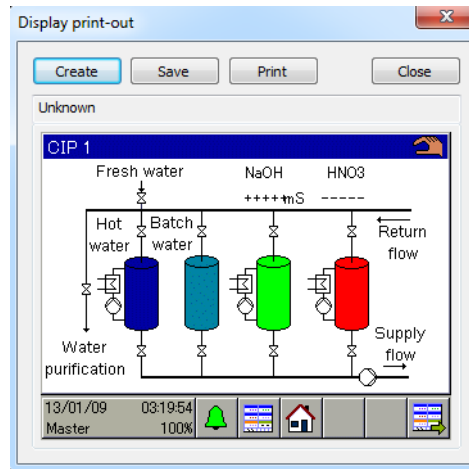 Display print-out
Create Save Print Close
Unknown
CIP 1
Fresh water NaOH HNO3
+++++mS -----
Hot water
Batch water
Return flow
Water purification
Supply flow
13/01/09 03:19:54
Master 100%